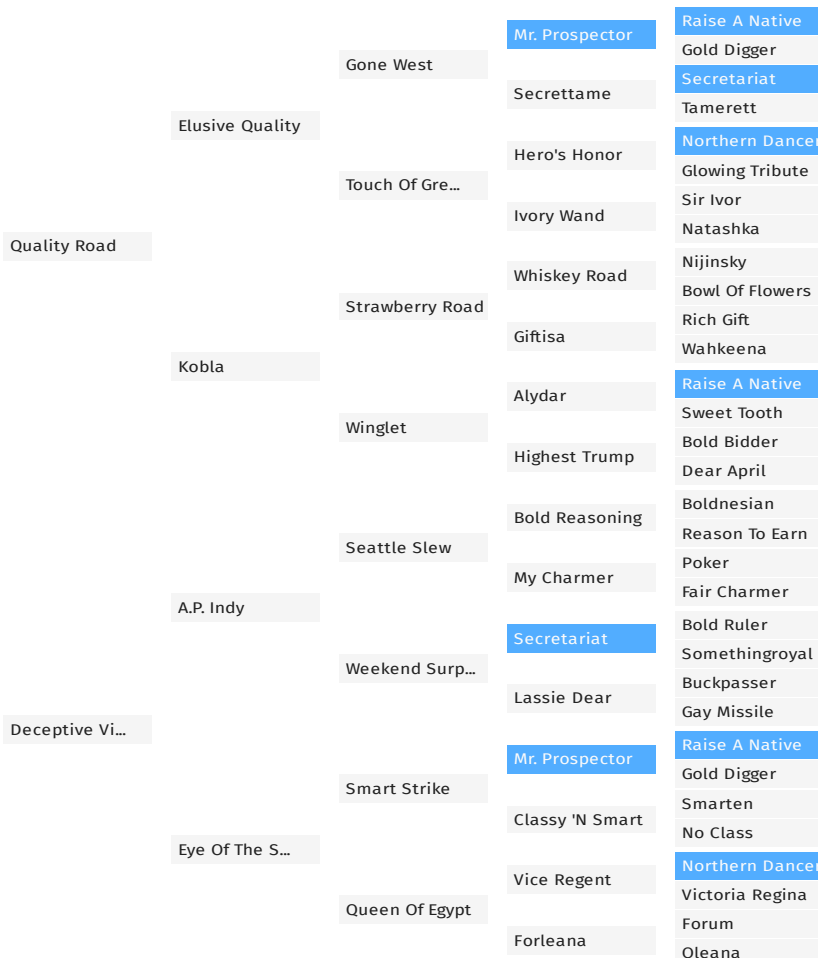 Quality Road
Deceptive Vi...
Elusive Quality
Kobla
A.P. Indy
Eye Of The S...
Gone West
Touch Of Gre...
Strawberry Road
Winglet
Seattle Slew
Weekend Surp...
Smart Strike
Queen Of Egypt
Mr. Prospector
Secrettame
Hero's Honor
Ivory Wand
Whiskey Road
Giftisa
Alydar
Highest Trump
Bold Reasoning
My Charmer
Secretariat
Lassie Dear
Mr. Prospector
Classy 'N Smart
Vice Regent
Forleana
Raise A Native
Gold Digger
Secretariat
Tamerett
Northern Dancer
Glowing Tribute
Sir Ivor
Natashka
Nijinsky
Bowl Of Flowers
Rich Gift
Wahkeena
Raise A Native
Sweet Tooth
Bold Bidder
Dear April
Boldnesian
Reason To Earn
Poker
Fair Charmer
Bold Ruler
Somethingroyal
Buckpasser
Gay Missile
Raise A Native
Gold Digger
Smarten
No Class
Northern Dancer
Victoria Regina
Forum
Oleana